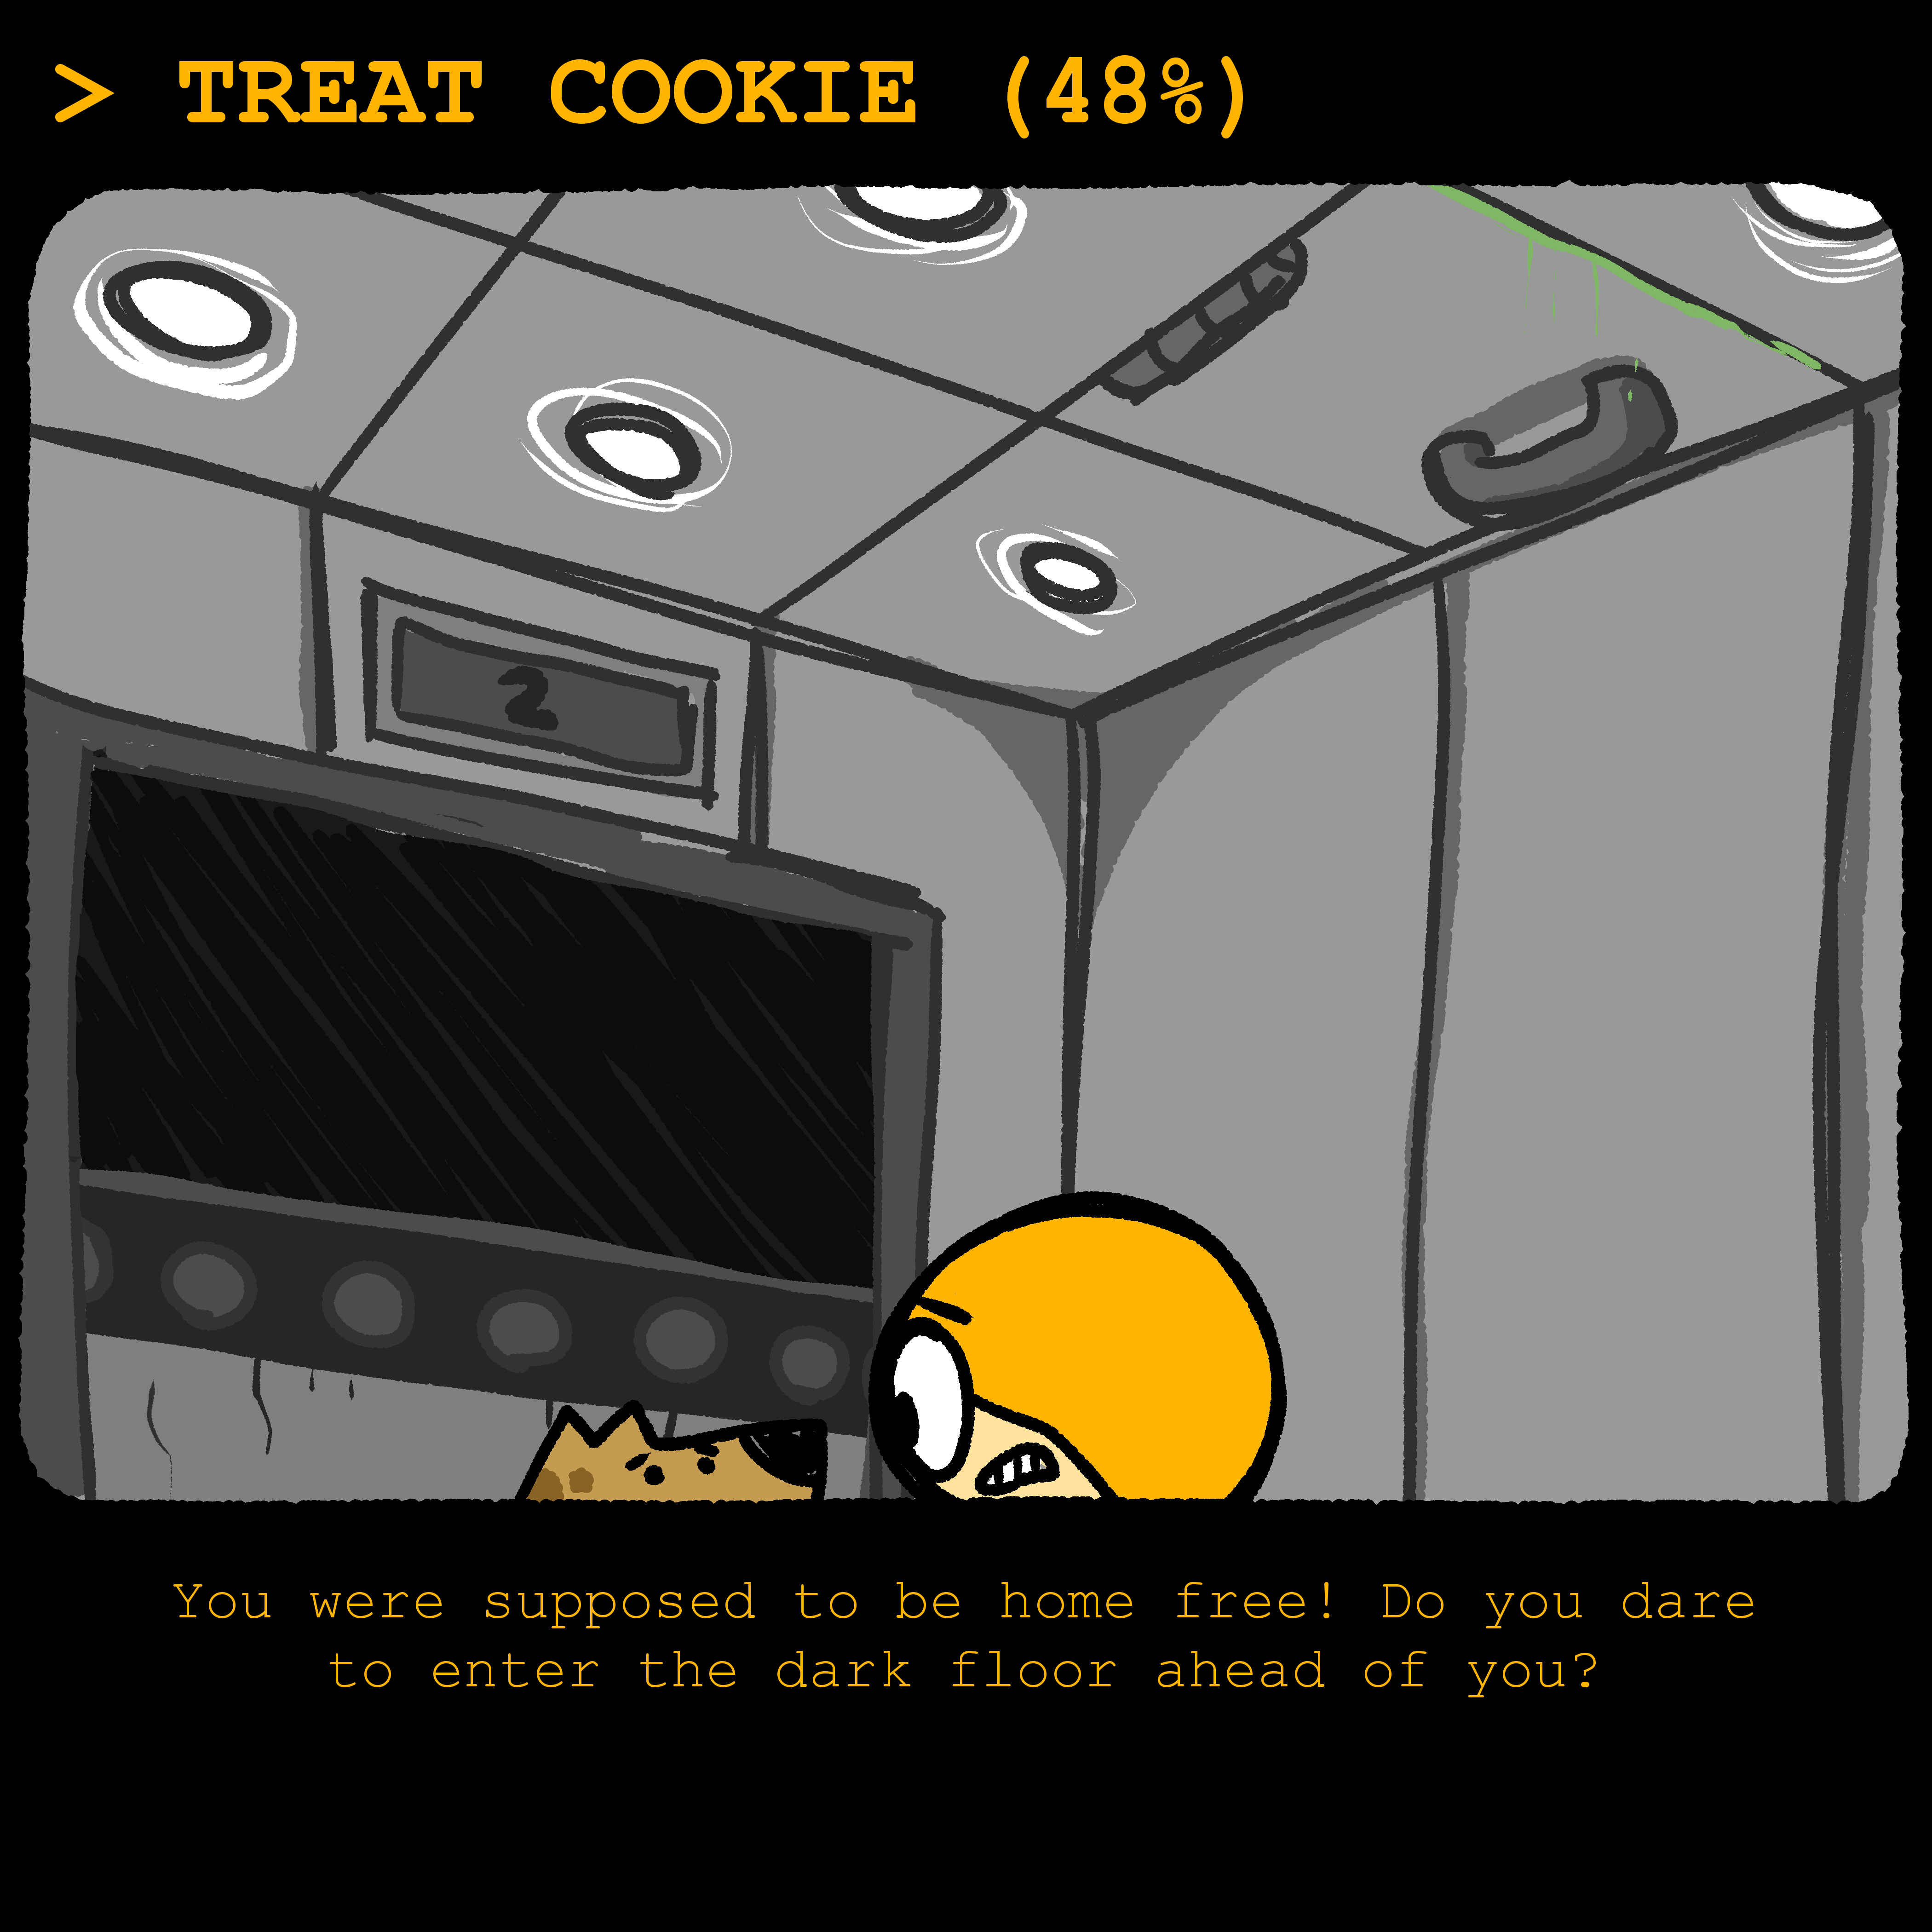 > TREAT COOKIE (48%)
2
You were supposed to be home free! Do you dare
to enter the dark floor ahead of you?